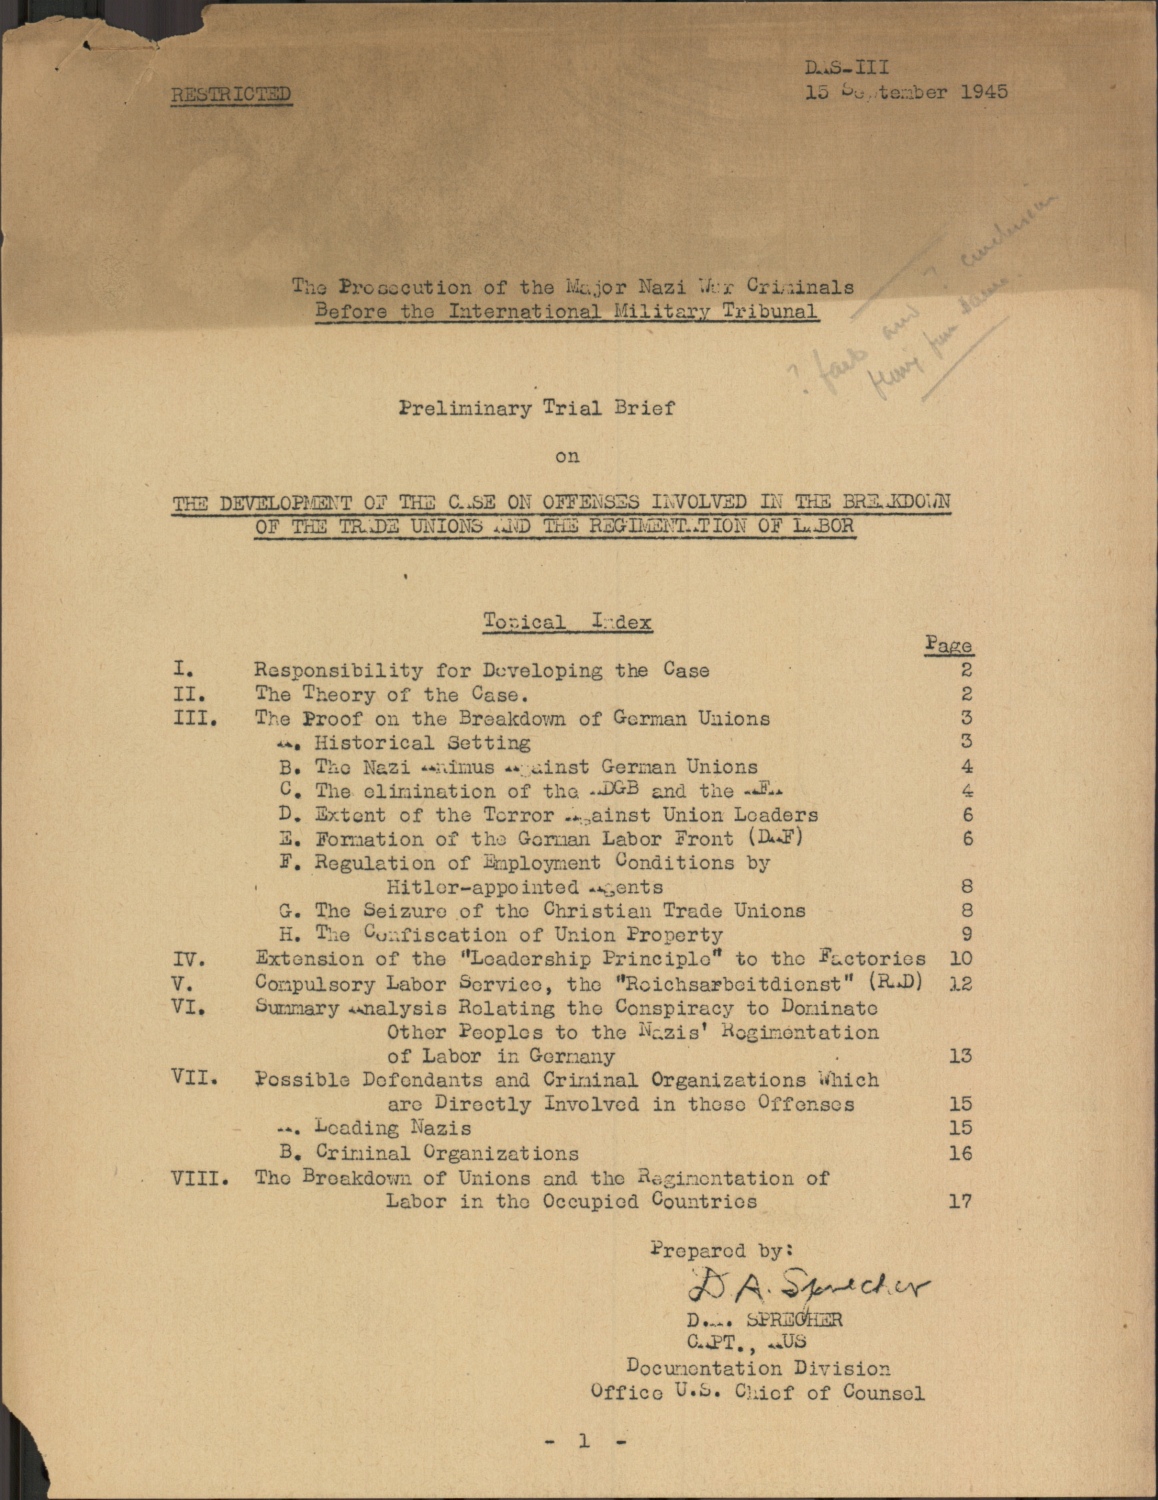 RESTRICTED
DAS-III
15 September 1945
The Prosecution of the Major Nazi War Criminals
Before the International Military Tribunal
Preliminary Trial Brief
on
THE DEVELOPMENT OF THE CASE ON OFFENSES INVOLVED IN THE BREAKDOWN
OF THE TRADE UNIONS AND THE REGIMENTATION OF LABOR
Topical Index
Page
I. Responsibility for Developing the Case 2
II. The Theory of the Case. 2
III. The Proof on the Breakdown of German Unions 3
A. Historical Setting 3
B. The Nazi Animus Against German Unions 4
C. The elimination of the ADGB and the AFA 4
D. Extent of the Terror Against Union Leaders 6
E. Formation of the German Labor Front (DAF) 6
F. Regulation of Employment Conditions by
Hitler-appointed Agents 8
G. The Seizure of the Christian Trade Unions 8
H. The Confiscation of Union Property 9
IV. Extension of the "Leadership Principle" to the Factories 10
V. Compulsory Labor Service, the "Reichsarbeitdienst" (RAD) 12
VI. Summary Analysis Relating the Conspiracy to Dominate
Other Peoples to the Nazis' Regimentation
of Labor in Germany 13
VII. Possible Defendants and Criminal Organizations Which
are Directly Involved in these Offenses 15
A. Leading Nazis 15
B. Criminal Organizations 16
VIII. The Breakdown of Unions and the Regimentation of
Labor in the Occupied Countries 17
Prepared by:
D A. Sprecher
D.A. SPRECHER
CAPT., AUS
Documentation Division
Office U.S. Chief of Counsel
- 1 -